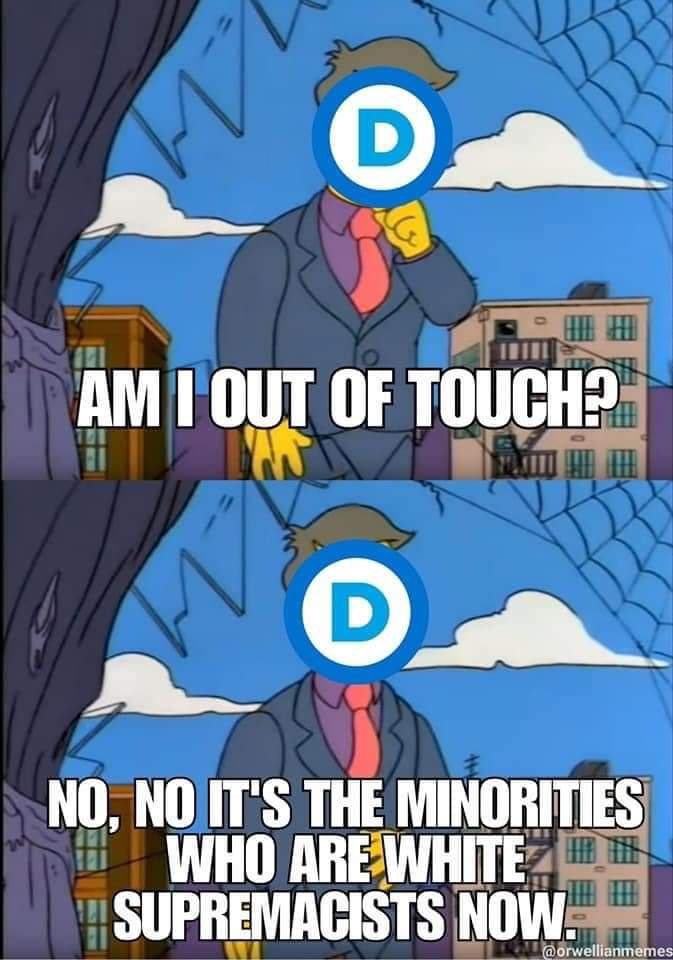 D
AM I OUT OF TOUCH?
D
NO, NO IT'S THE MINORITIES
WHO ARE WHITE
SUPREMACISTS NOW.
@orwellianmemes